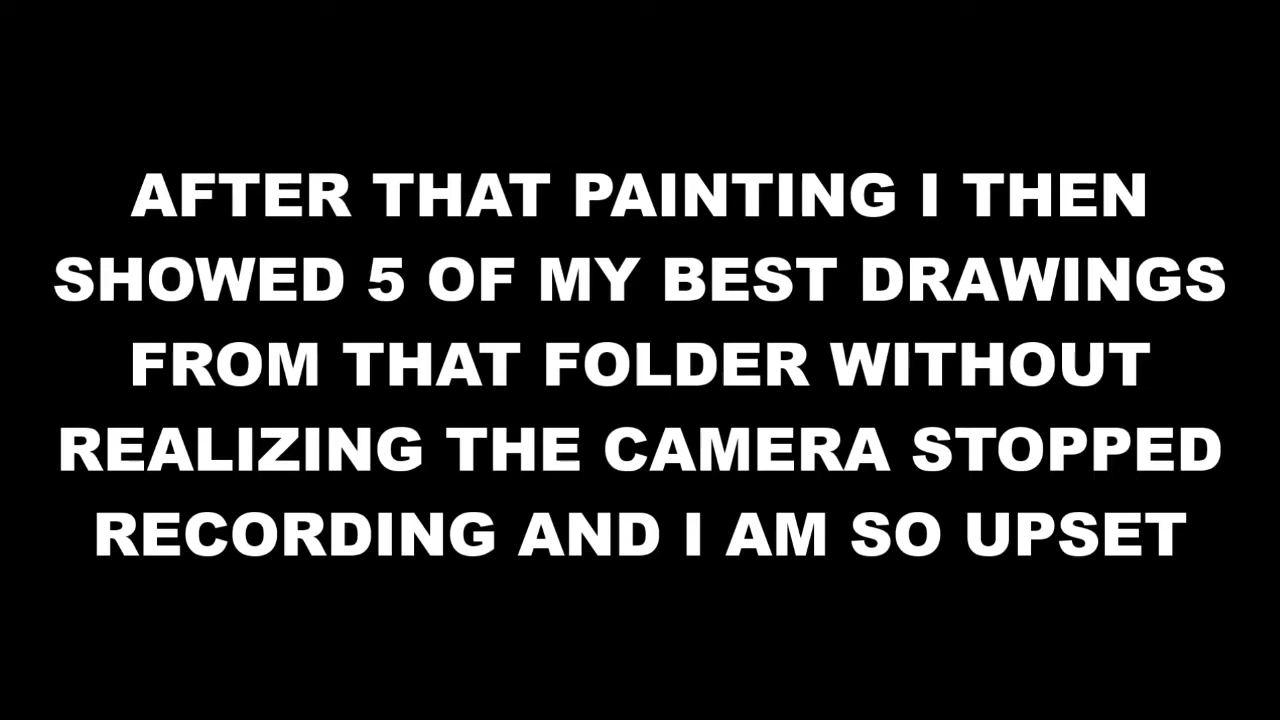 AFTER THAT PAINTING I THEN
SHOWED 5 OF MY BEST DRAWINGS
FROM THAT FOLDER WITHOUT
REALIZING THE CAMERA STOPPED
RECORDING AND I AM SO UPSET